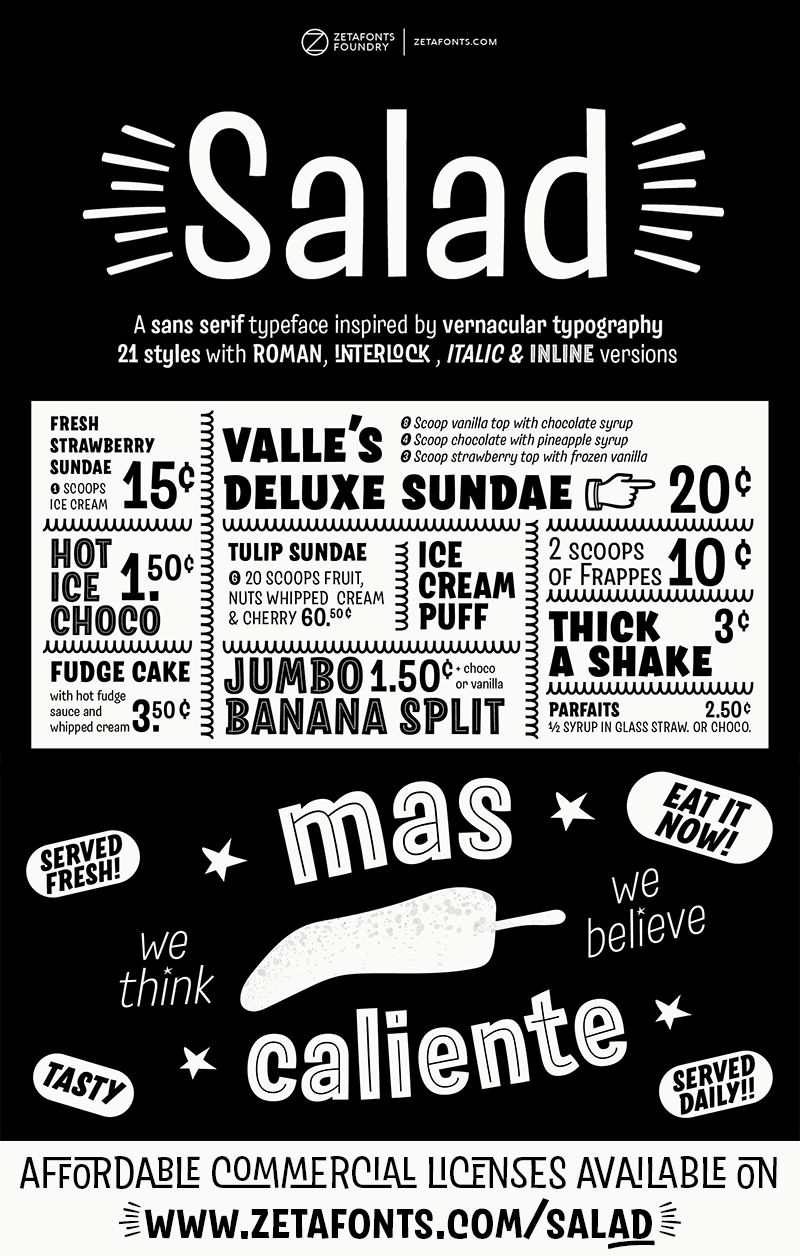 ZETAFONTS
FOUNDRY
ZETAFONTS.COM
Salad
A sans serif typeface inspired by vernacular typography
21 styles with ROMAN, INTERLOCK , ITALIC & INLINE versions
FRESH
STRAWBERRY
SUNDAE
1 SCOOPS
ICE CREAM
15¢
VALLE'S
DELUXE SUNDAE
Scoop vanilla top with chocolate syrup
4 Scoop chocolate with pineapple syrup
Scoop strawberry top with frozen vanilla
20¢
HOT
ICE
CHOCO
1.50¢
TULIP SUNDAE
6 20 SCOOPS FRUIT,
NUTS WHIPPED CREAM
& CHERRY 60.50¢
ICE
CREAM
PUFF
2 SCOOPS
OF FRAPPES
10¢
THICK
A SHAKE
3¢
FUDGE CAKE
with hot fudge
sauce and
whipped cream
3.50¢
JUMBO 1.50¢
+ choco
or vanilla
BANANA SPLIT
PARFAITS 2.50¢
½ SYRUP IN GLASS STRAW. OR CHOCO.
mas
EAT IT
NOW!
SERVED
FRESH!
we
believe
we
think
caliente
TASTY
SERVED
DAILY!!
AFFORDABLE COMMERCIAL LICENSES AVAILABLE ON
WWW.ZETAFONTS.COM/SALAD